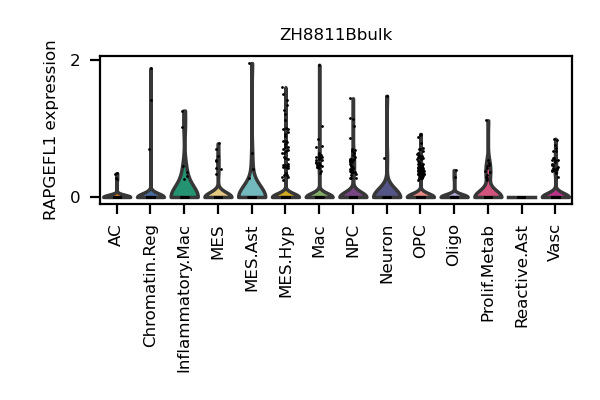 ZH8811Bbulk
RAPGEFL1 expression
2
0
AC
Chromatin.Reg
Inflammatory.Mac
MES
MES.Ast
MES.Hyp
Mac
NPC
Neuron
OPC
Oligo
Prolif.Metab
Reactive.Ast
Vasc